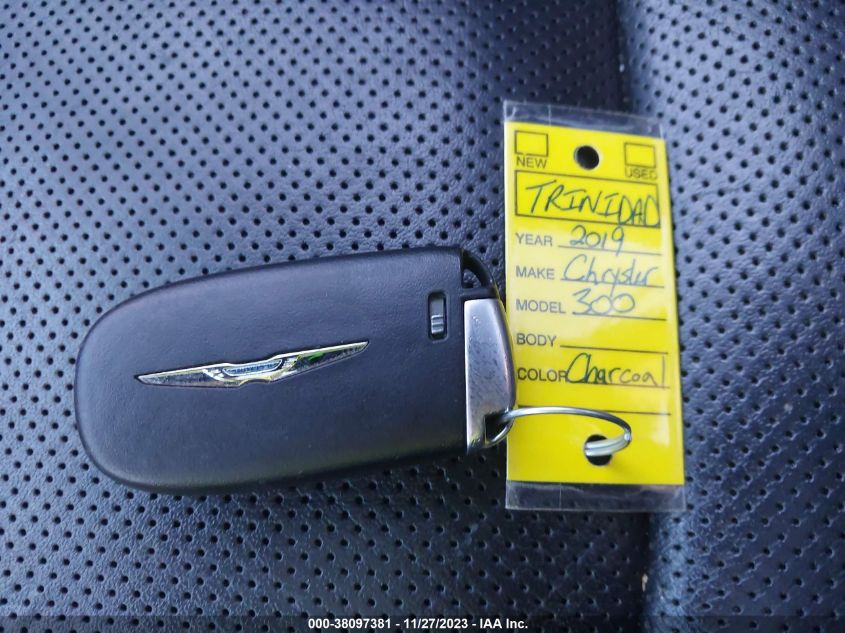 NEW
USED
TRINIDAD
YEAR 2019
MAKE Chrysler
MODEL 300
BODY
COLOR Charcoal
000-38097381 - 11/27/2023 - IAA Inc.